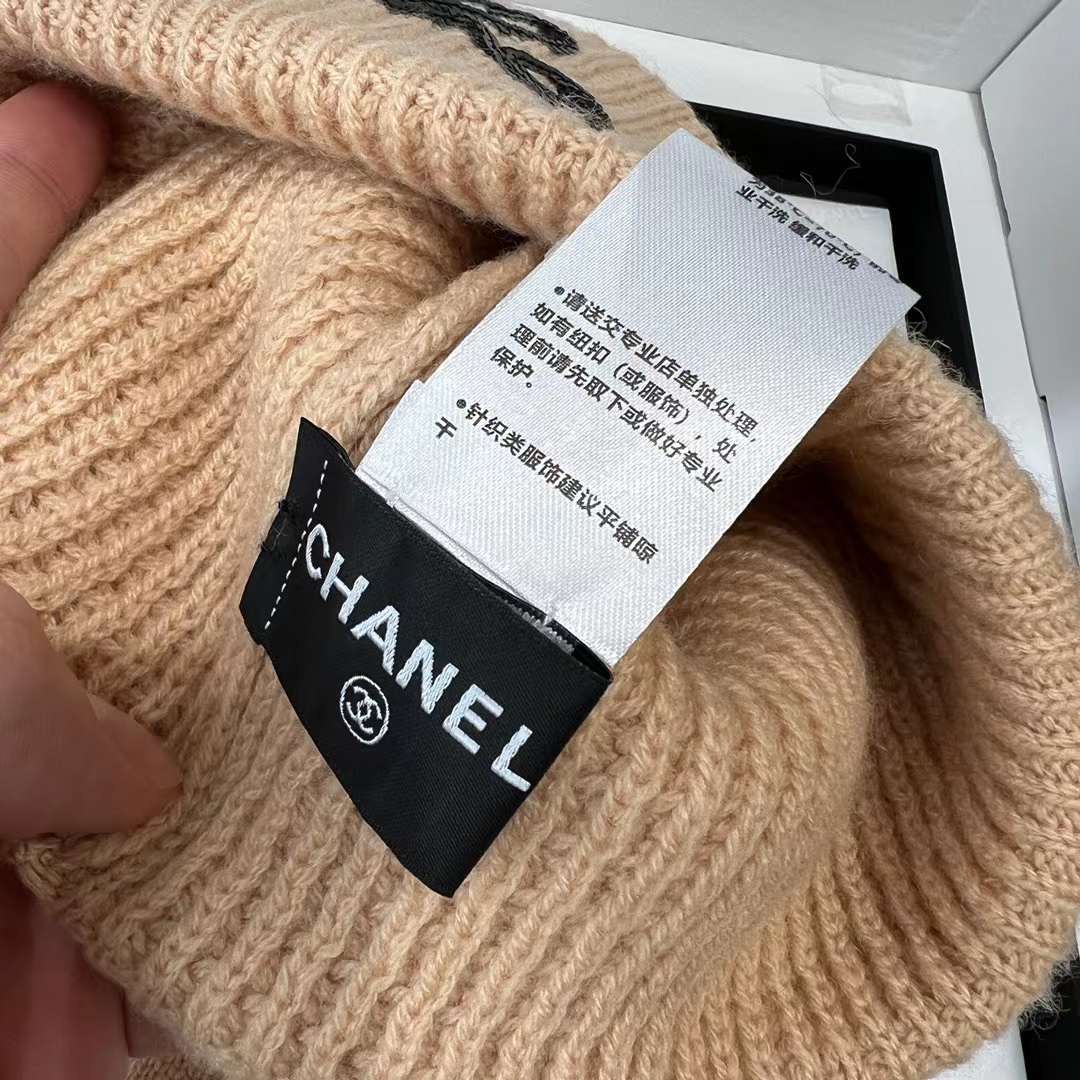 业干洗 缓和干洗
•请送交专业店单独处理,
如有纽扣（或服饰），处
理前请先取下或做好专业
保护。
•针织类服饰建议平铺晾
干
CHANEL